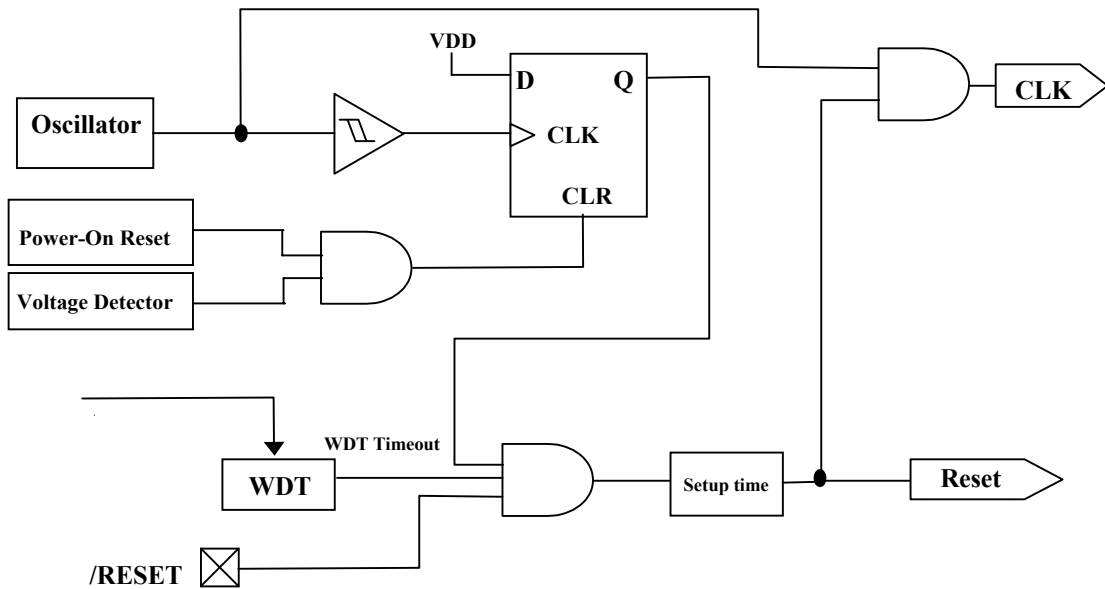 VDD
D
Q
CLK
Oscillator
CLK
CLR
Power-On Reset
Voltage Detector
WDT Timeout
WDT
Setup time
Reset
/RESET